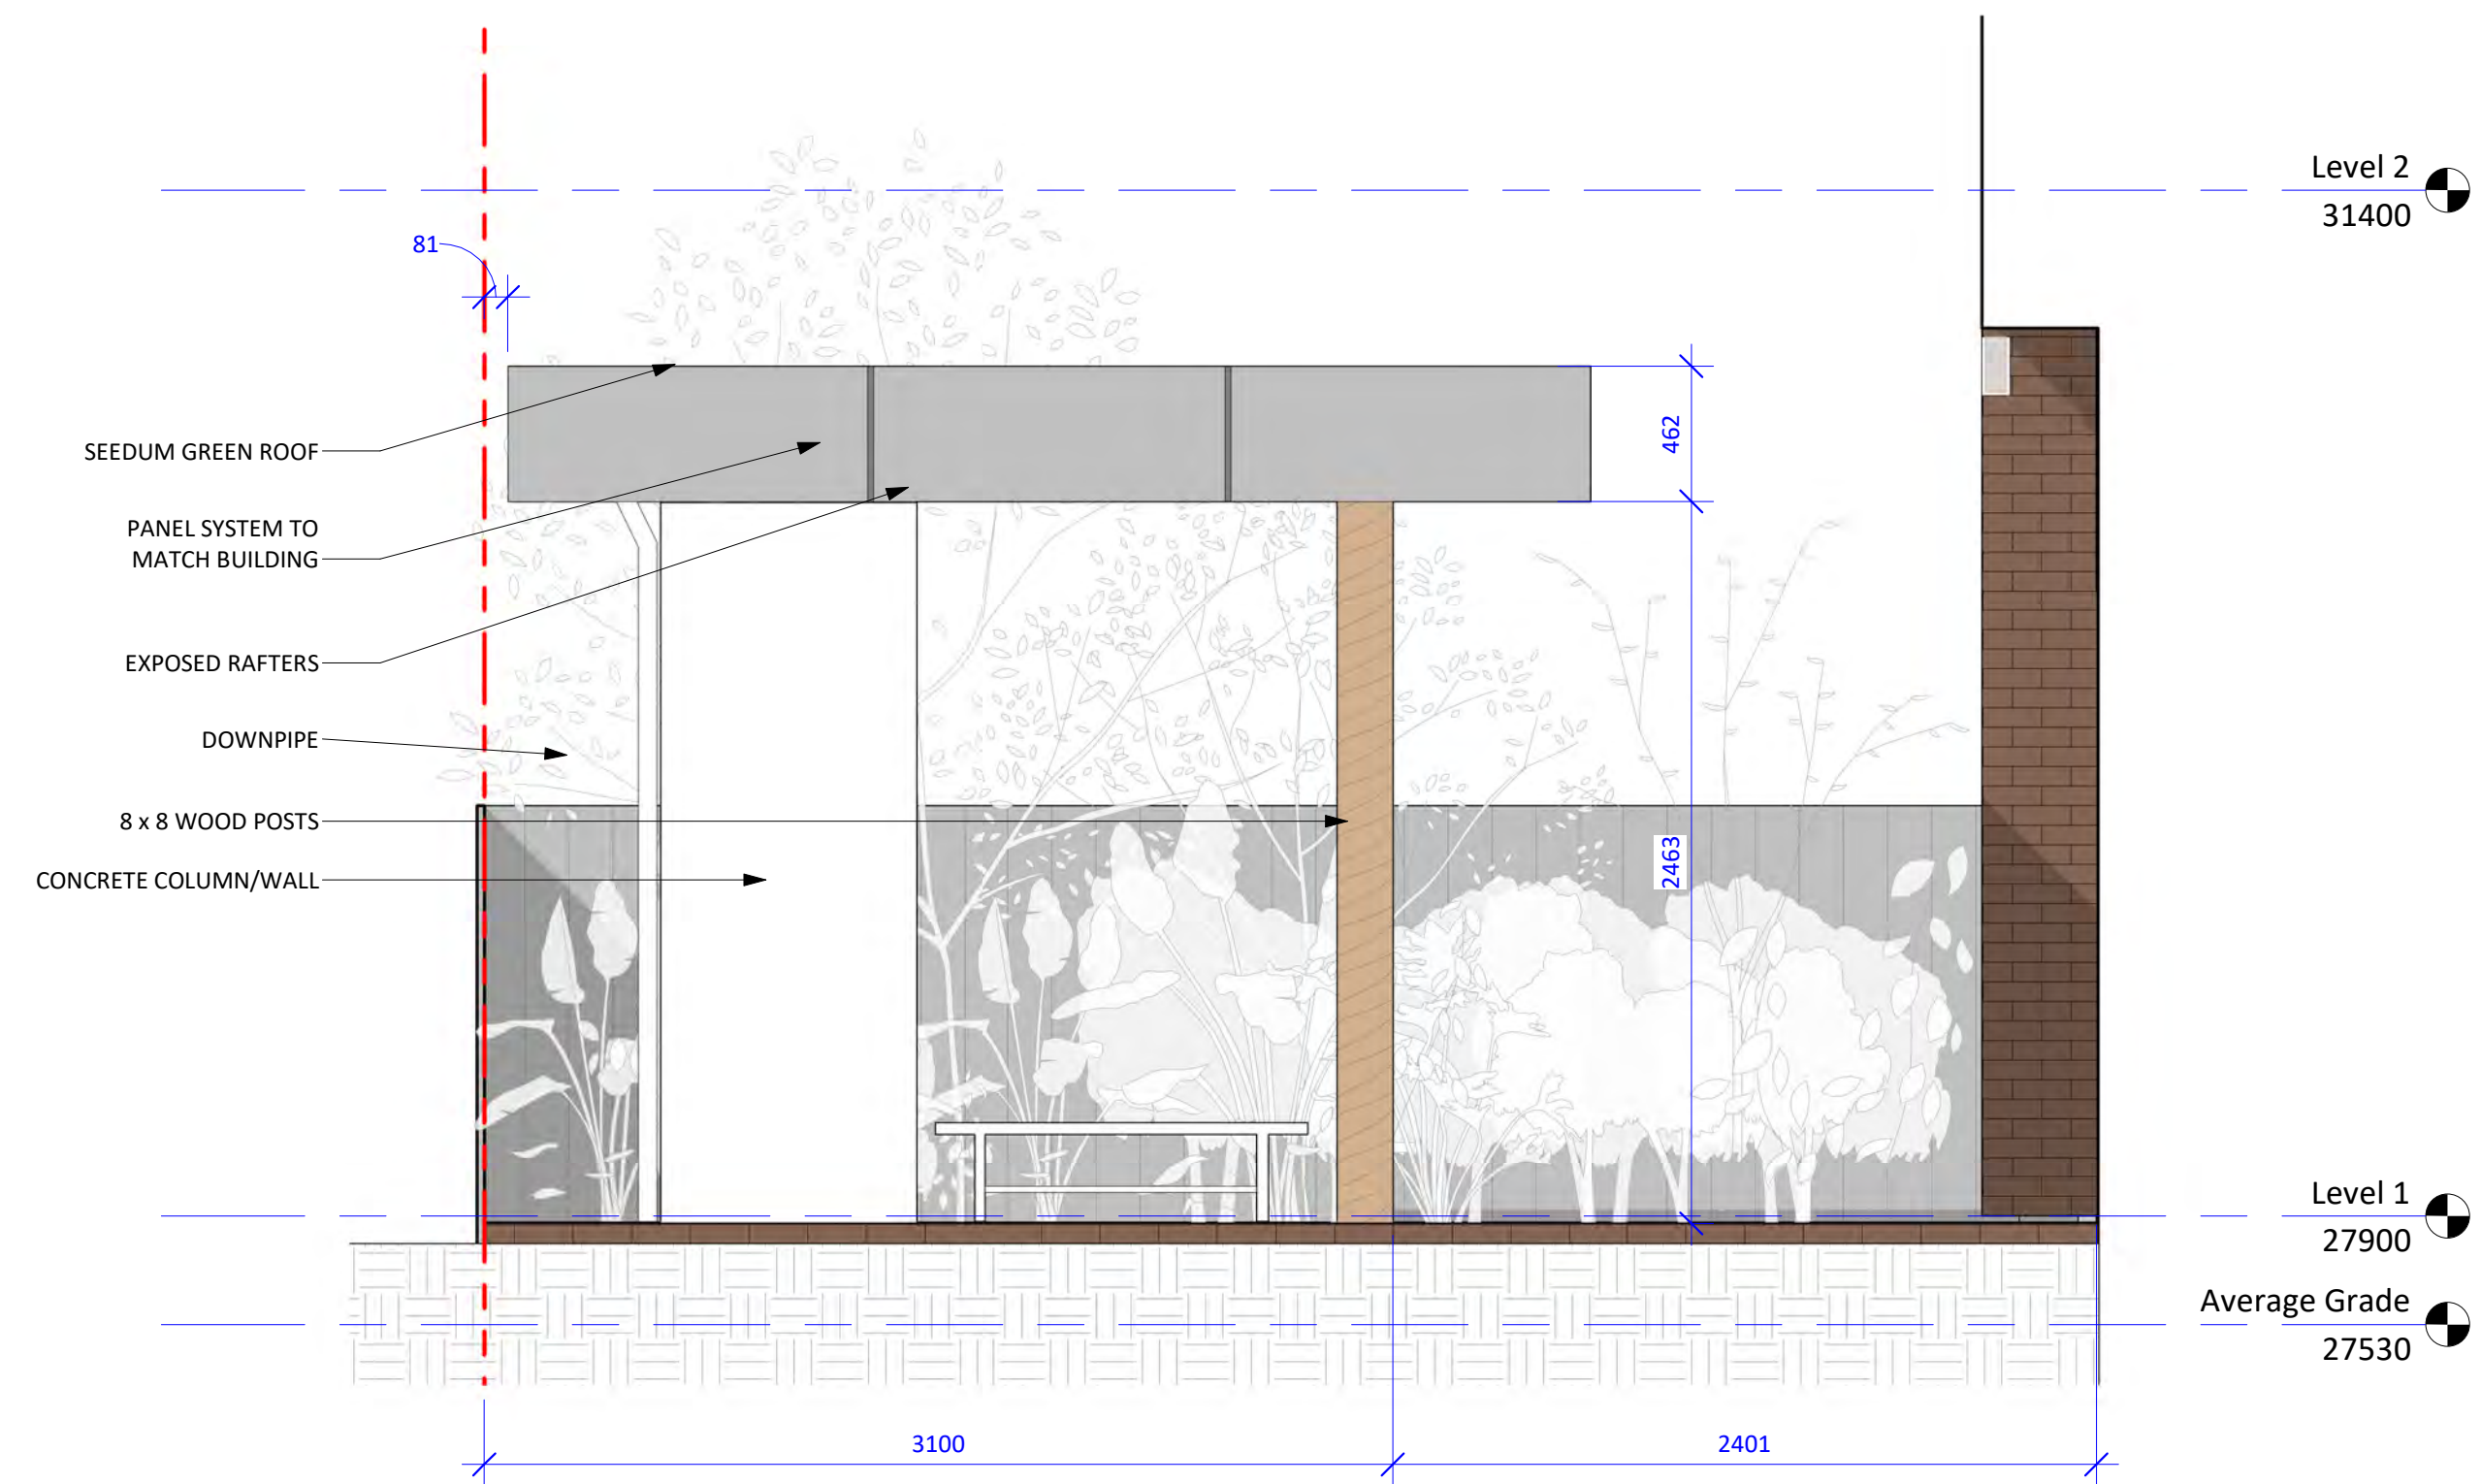 Level 2
31400
81
SEEDUM GREEN ROOF
462
PANEL SYSTEM TO
MATCH BUILDING
EXPOSED RAFTERS
DOWNPIPE
8 x 8 WOOD POSTS
2463
CONCRETE COLUMN/WALL
Level 1
27900
Average Grade
27530
3100
2401